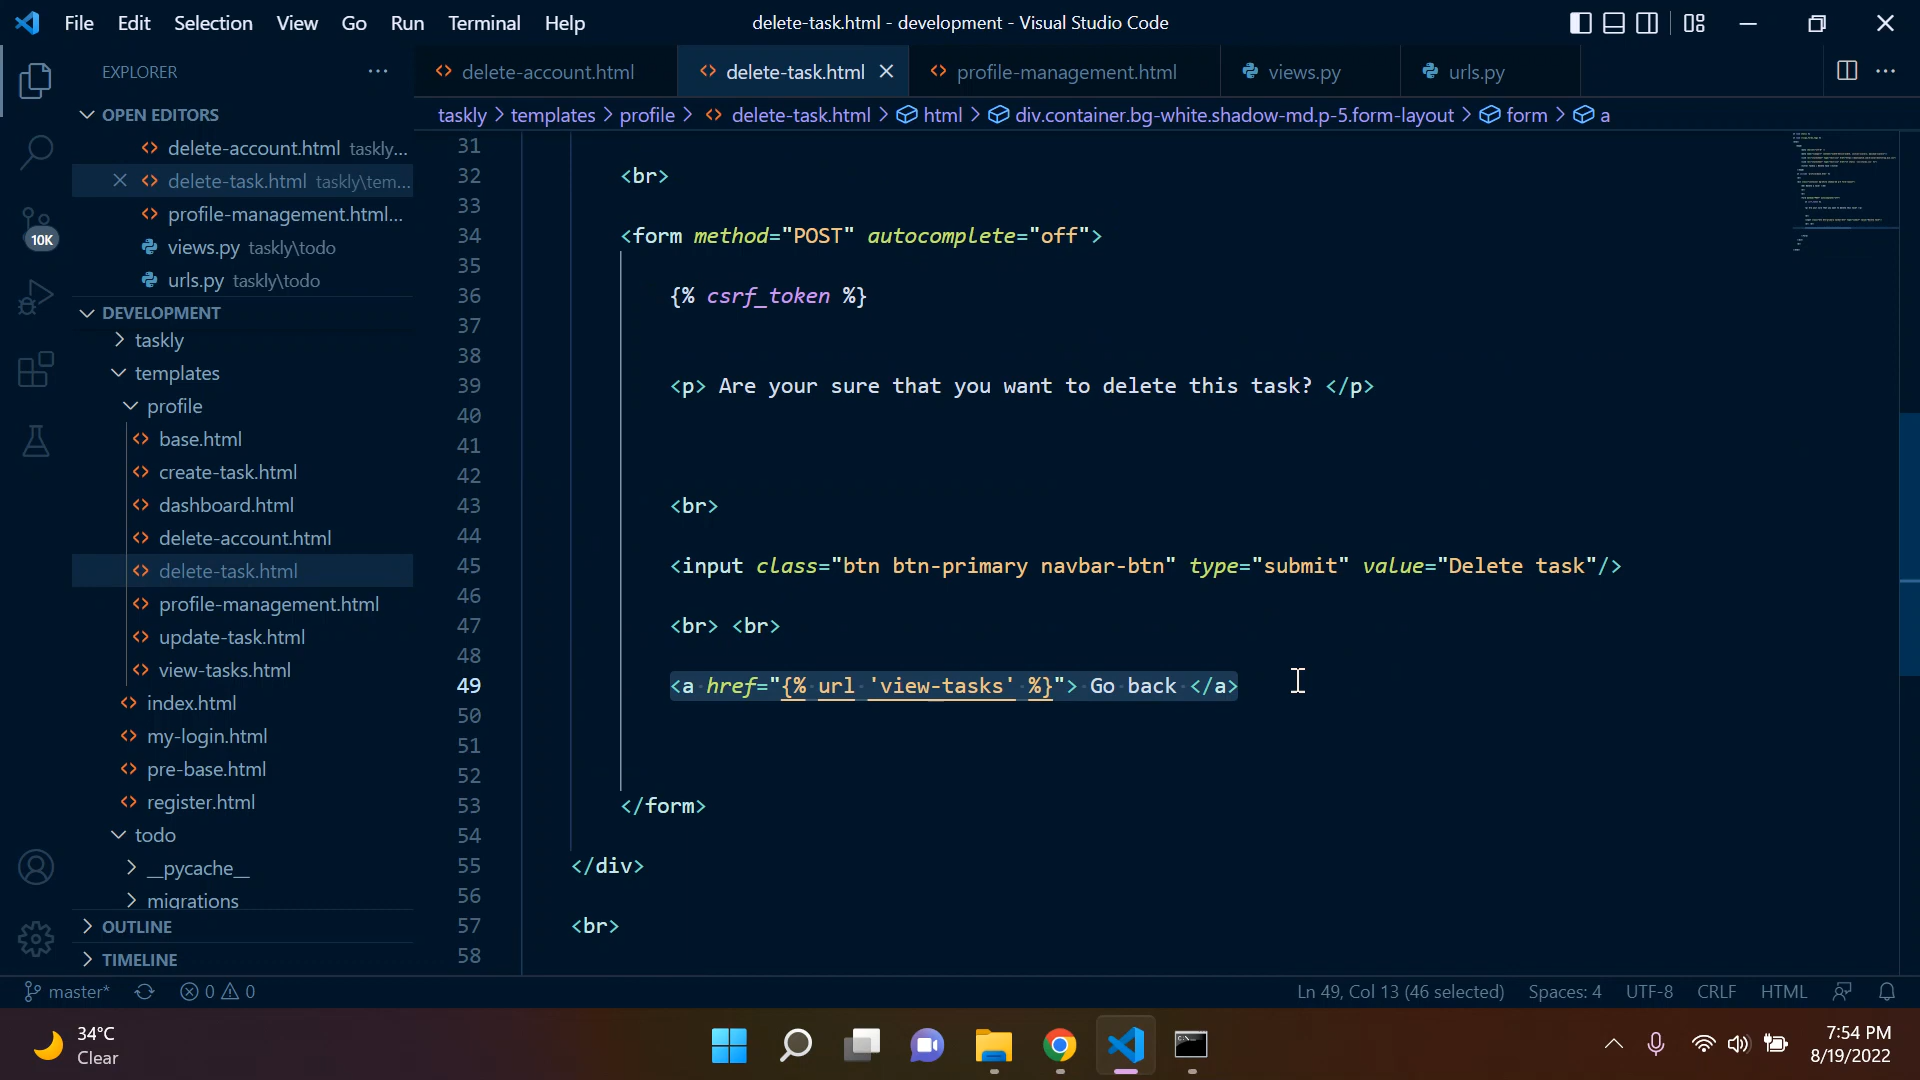 File Edit Selection View Go Run Terminal Help
delete-task.html - development - Visual Studio Code
EXPLORER
delete-account.html
delete-task.html
profile-management.html
views.py
urls.py
taskly > templates > profile > delete-task.html > html > div.container.bg-white.shadow-md.p-5.form-layout > form > a
OPEN EDITORS
delete-account.html taskly...
delete-task.html taskly\tem...
profile-management.html...
views.py taskly\todo
urls.py taskly\todo
10K
DEVELOPMENT
taskly
templates
profile
base.html
create-task.html
dashboard.html
delete-account.html
delete-task.html
profile-management.html
update-task.html
view-tasks.html
index.html
my-login.html
pre-base.html
register.html
todo
__pycache__
migrations
OUTLINE
TIMELINE
31
32 <br>
33
34 <form method="POST" autocomplete="off">
35
36 {% csrf_token %}
37
38
39 <p> Are your sure that you want to delete this task? </p>
40
41
42
43 <br>
44
45 <input class="btn btn-primary navbar-btn" type="submit" value="Delete task"/>
46
47 <br> <br>
48
49 <a href="{% url 'view-tasks' %}"> Go back </a>
50
51
52
53 </form>
54
55 </div>
56
57 <br>
58
master* 0 0
Ln 49, Col 13 (46 selected) Spaces: 4 UTF-8 CRLF HTML
34°C
Clear
7:54 PM
8/19/2022